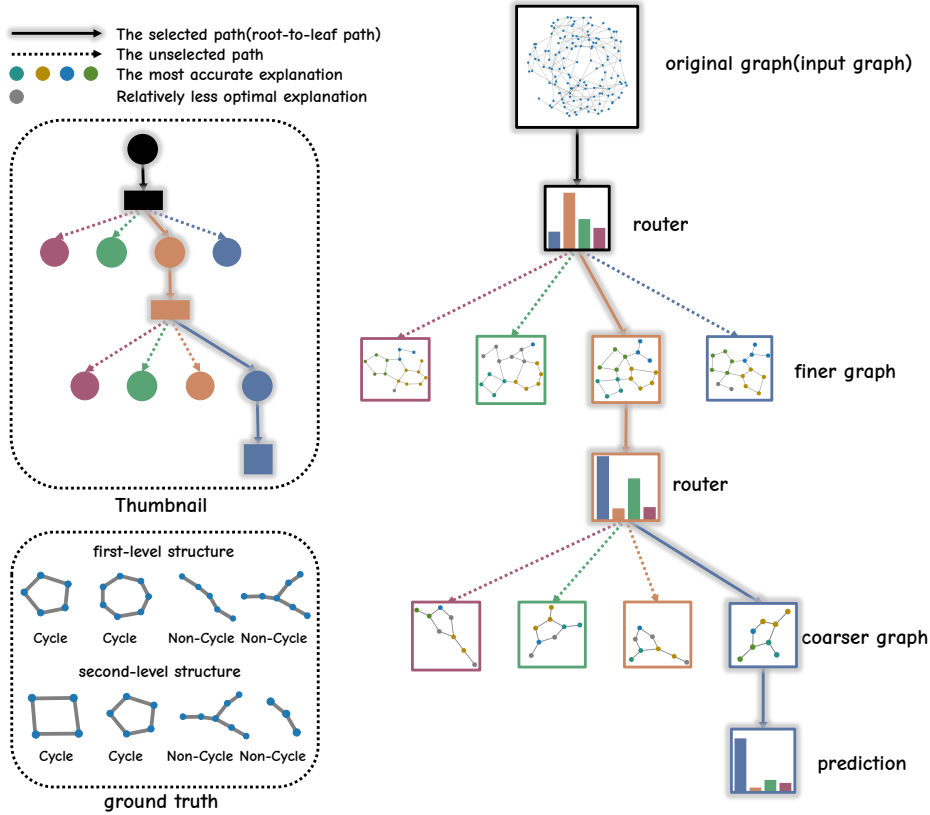 The selected path(root-to-leaf path)
The unselected path
The most accurate explanation
Relatively less optimal explanation
Thumbnail
first-level structure
Cycle Cycle Non-Cycle Non-Cycle
second-level structure
Cycle Cycle Non-Cycle Non-Cycle
ground truth
original graph(input graph)
router
finer graph
router
coarser graph
prediction